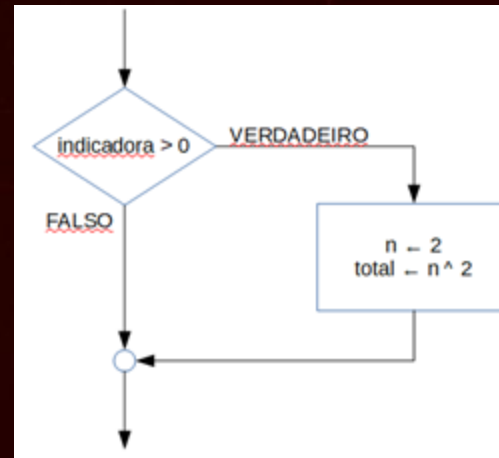 indicadora > 0
VERDADEIRO
FALSO
n ← 2
total ← n ^ 2